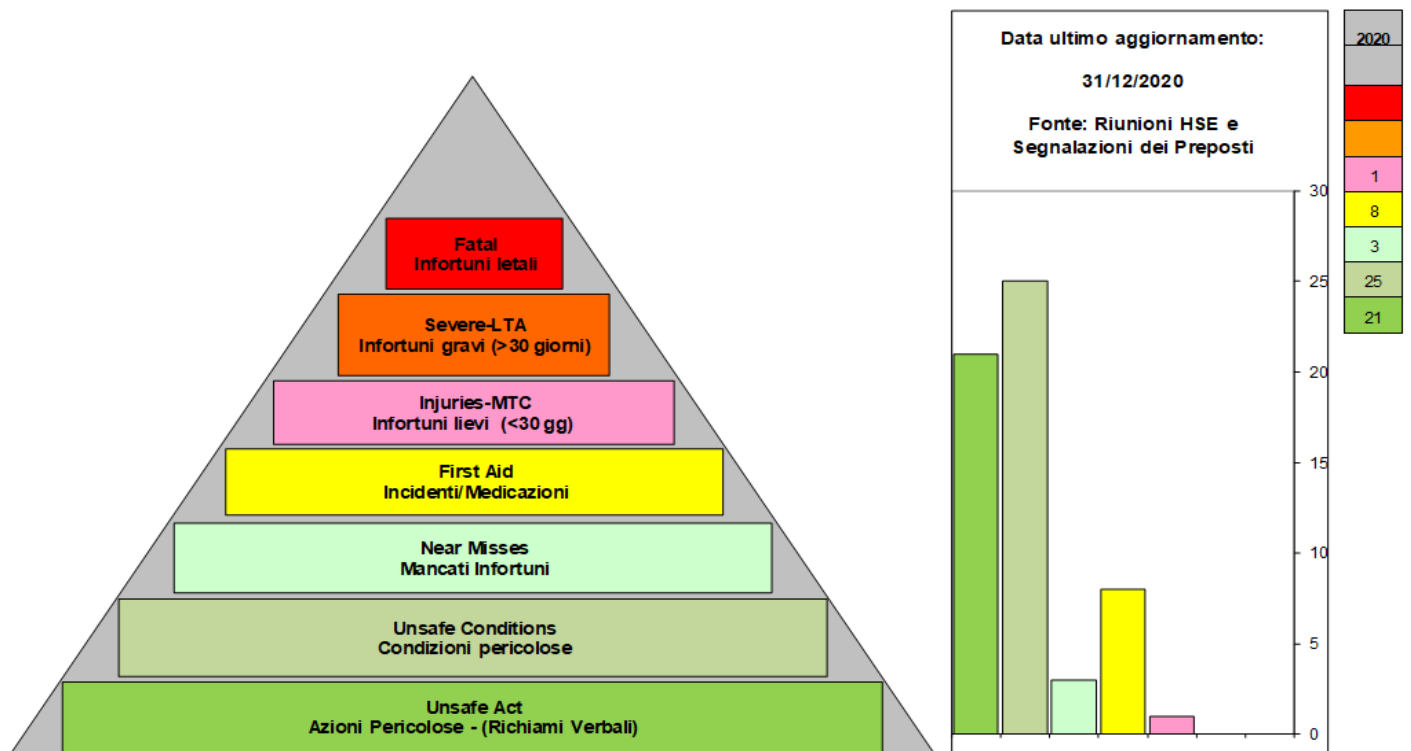 Fatal
Infortuni letali
Severe-LTA
Infortuni gravi (>30 giorni)
Injuries-MTC
Infortuni lievi (<30 gg)
First Aid
Incidenti/Medicazioni
Near Misses
Mancati Infortuni
Unsafe Conditions
Condizioni pericolose
Unsafe Act
Azioni Pericolose - (Richiami Verbali)
Data ultimo aggiornamento:
31/12/2020
Fonte: Riunioni HSE e
Segnalazioni dei Preposti
30
25
20
15
10
5
0
2020
1
8
3
25
21